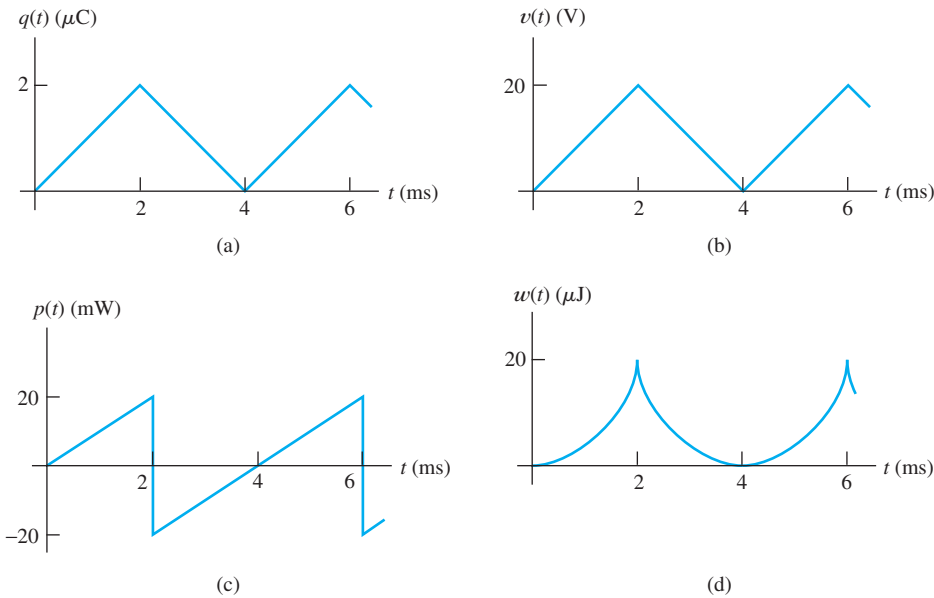 q(t) (μC)
2
2
4
6
t (ms)
(a)
v(t) (V)
20
2
4
6
t (ms)
(b)
p(t) (mW)
20
2
4
6
t (ms)
−20
(c)
w(t) (μJ)
20
2
4
6
t (ms)
(d)